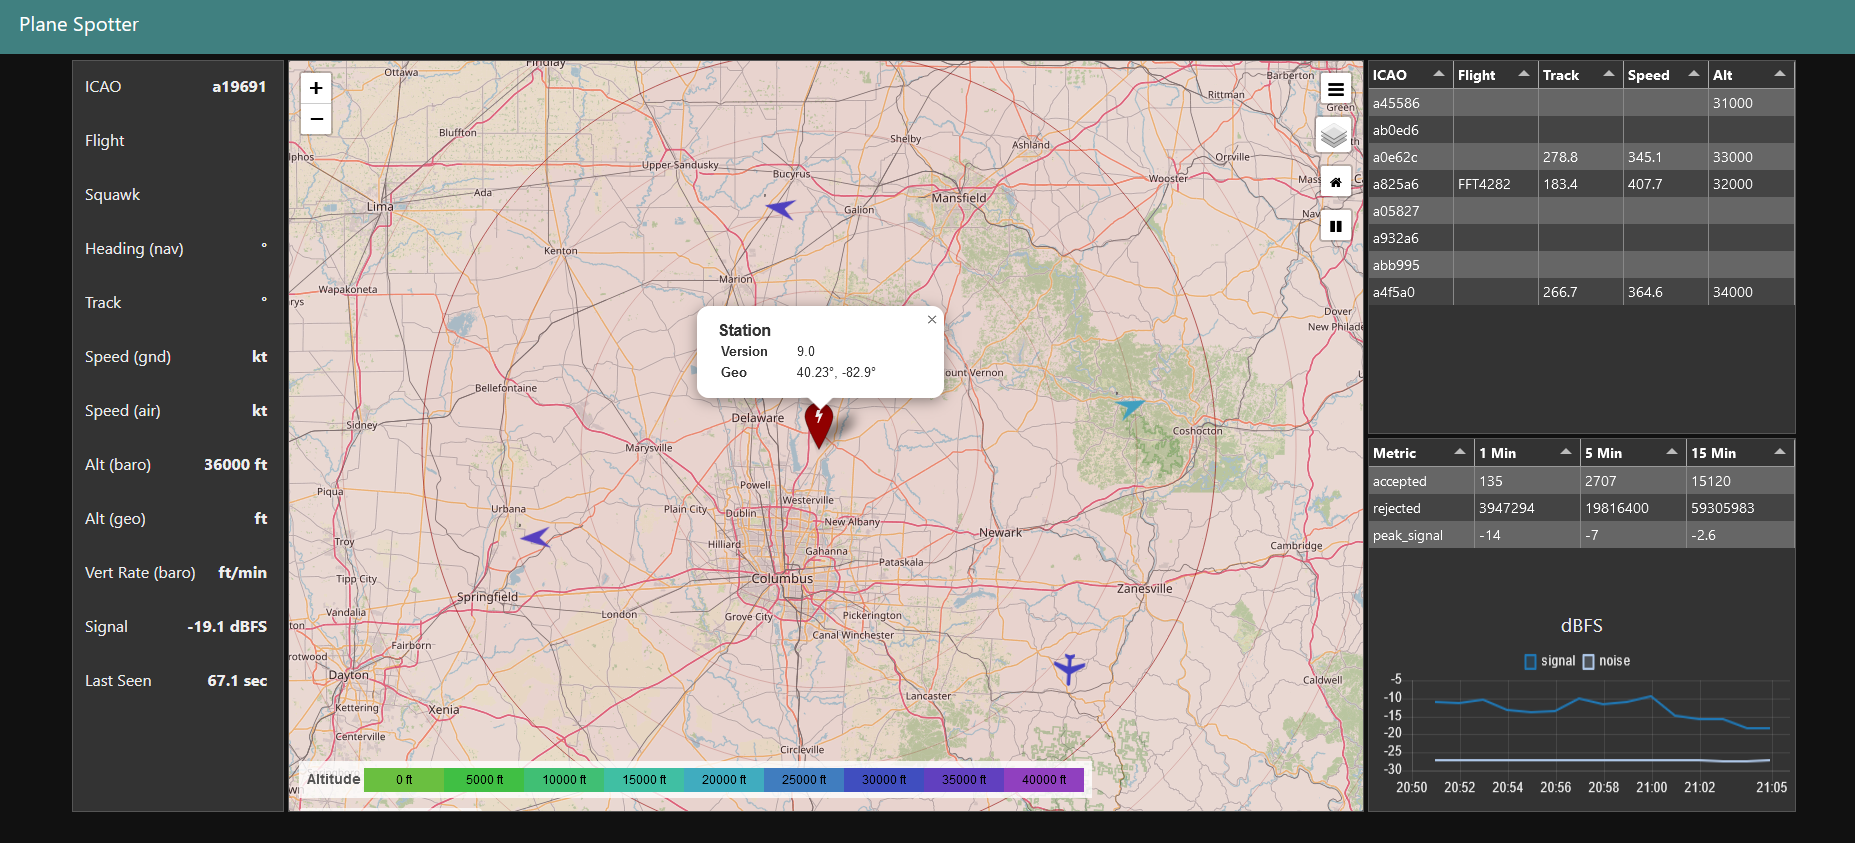 Plane Spotter
ICAO a19691
Flight
Squawk
Heading (nav) °
Track °
Speed (gnd) kt
Speed (air) kt
Alt (baro) 36000 ft
Alt (geo) ft
Vert Rate (baro) ft/min
Signal -19.1 dBFS
Last Seen 67.1 sec
+
−
Findlay
Ottawa
Barberton
Rittman
Green
Bluffton
Shelby
Ashland
lphos
Upper Sandusky
Bucyrus
Orrville
Wooster
Mass
Ca
Ada
Lima
Galion
Mansfield
Nav
Kenton
Marion
Wapakoneta
rys
Dover
New Philade
Station
×
Version 9.0
Geo 40.23°, -82.9°
ount Vernon
Bellefontaine
Delaware
Sidney
Coshocton
Marysville
Piqua
Powell
Westerville
Urbana
Plain City
Dublin
New Albany
Troy
Hilliard
Gahanna
Newark
Cambridge
Pataskala
Tipp City
Columbus
Zanesville
Springfield
Vandalia
London
Grove City
Pickerington
ton
Canal Winchester
Fairborn
rotwood
Dayton
Caldwell
Lancaster
Kettering
Xenia
Centerville
Circleville
Altitude 0 ft 5000 ft 10000 ft 15000 ft 20000 ft 25000 ft 30000 ft 35000 ft 40000 ft
ICAO Flight Track Speed Alt
a45586 31000
ab0ed6
a0e62c 278.8 345.1 33000
a825a6 FFT4282 183.4 407.7 32000
a05827
a932a6
abb995
a4f5a0 266.7 364.6 34000
Metric 1 Min 5 Min 15 Min
accepted 135 2707 15120
rejected 3947294 19816400 59305983
peak_signal -14 -7 -2.6
dBFS
signal noise
-5
-10
-15
-20
-25
-30
20:50 20:52 20:54 20:56 20:58 21:00 21:02 21:05